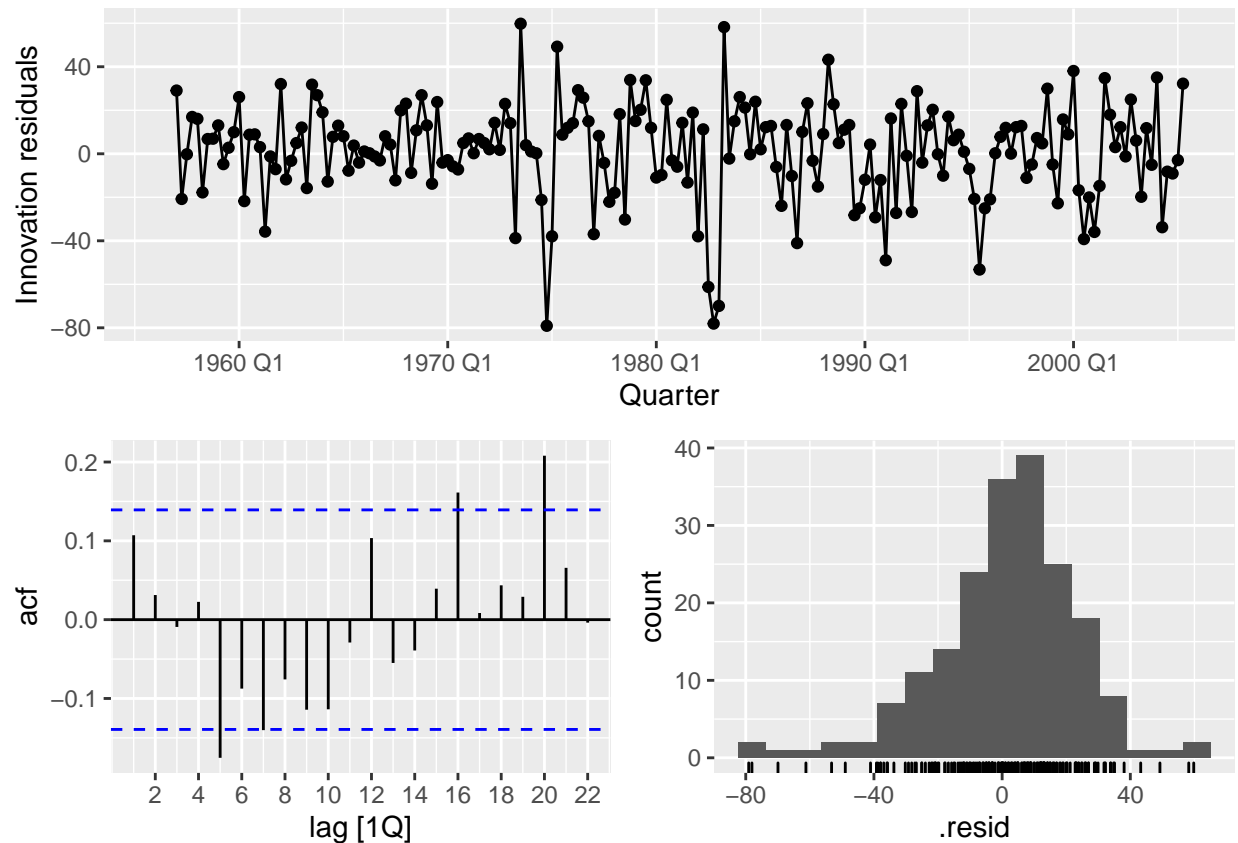 Innovation residuals
40
0
−40
−80
1960 Q1 1970 Q1 1980 Q1 1990 Q1 2000 Q1
Quarter
acf
0.2
0.1
0.0
−0.1
2 4 6 8 10 12 14 16 18 20 22
lag [1Q]
count
40
30
20
10
0
−80 −40 0 40
.resid